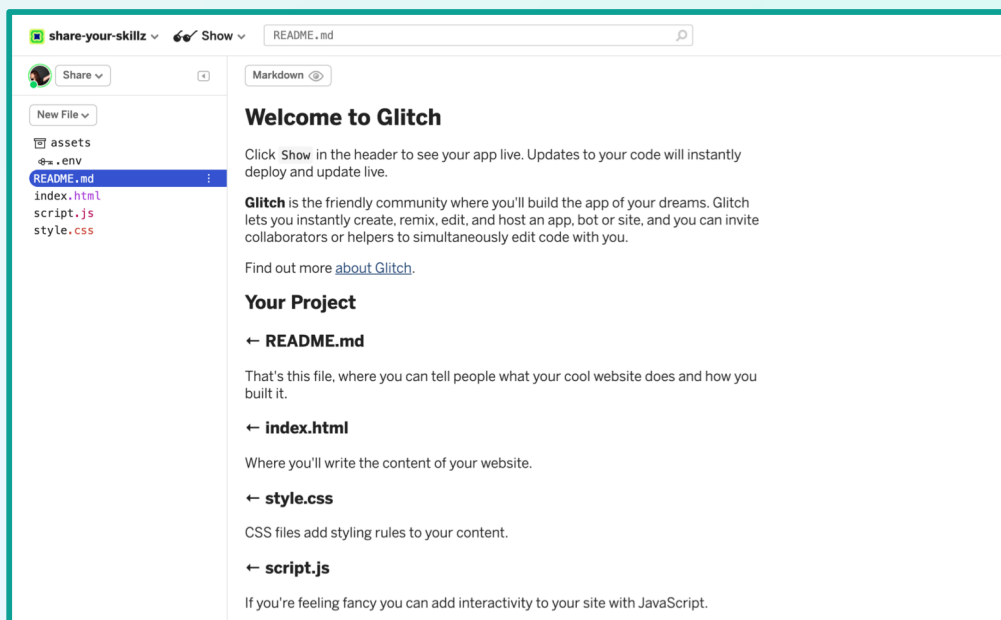 share-your-skillz Show README.md
Share
Markdown
New File
assets
.env
README.md
index.html
script.js
style.css
Welcome to Glitch
Click Show in the header to see your app live. Updates to your code will instantly
deploy and update live.
Glitch is the friendly community where you'll build the app of your dreams. Glitch
lets you instantly create, remix, edit, and host an app, bot or site, and you can invite
collaborators or helpers to simultaneously edit code with you.
Find out more about Glitch.
Your Project
← README.md
That's this file, where you can tell people what your cool website does and how you
built it.
← index.html
Where you'll write the content of your website.
← style.css
CSS files add styling rules to your content.
← script.js
If you're feeling fancy you can add interactivity to your site with JavaScript.